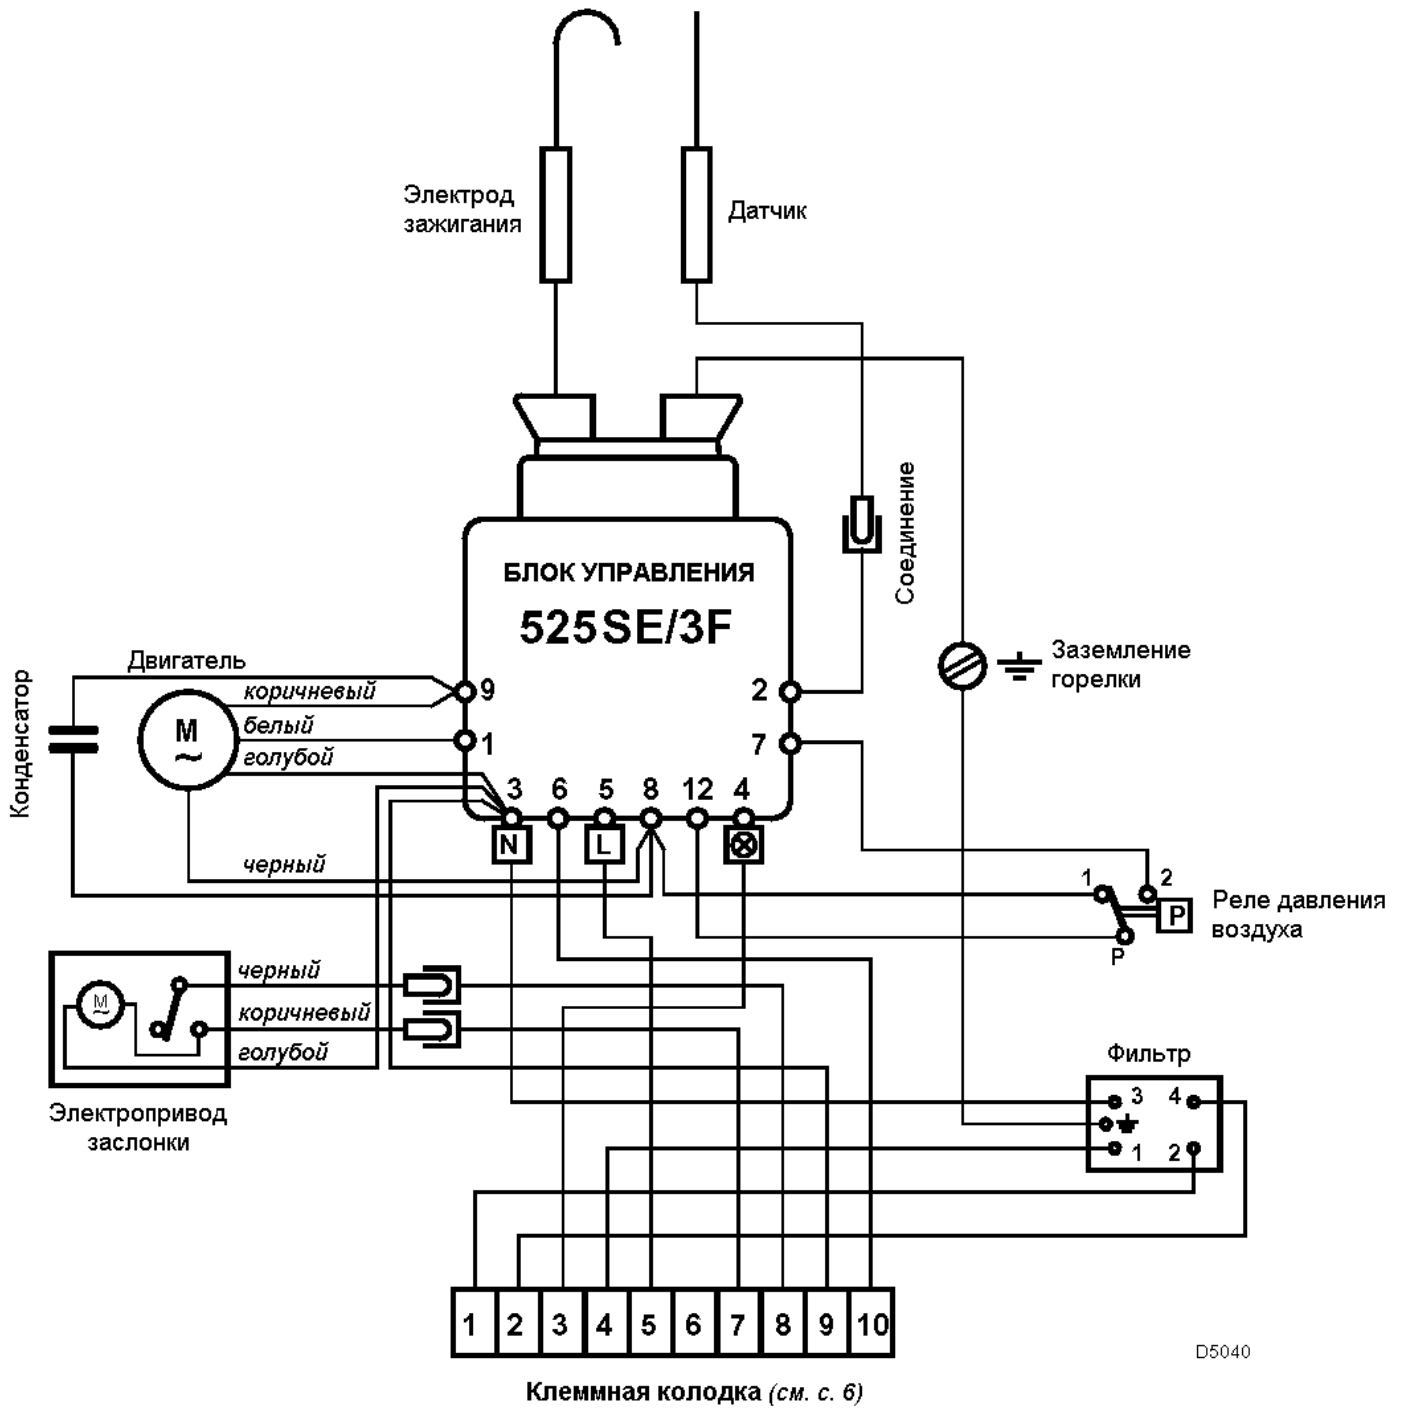 Электрод
зажигания
Датчик
Соединение
БЛОК УПРАВЛЕНИЯ
525SE/3F
Заземление
горелки
Двигатель
Конденсатор
коричневый
белый
голубой
черный
M
~
9
1
2
7
3 6 5 8 12 4
N L
1 2
P
P
Реле давления
воздуха
черный
коричневый
голубой
M
~
Электропривод
заслонки
Фильтр
3 4
1 2
1 2 3 4 5 6 7 8 9 10
D5040
Клеммная колодка (см. с. 6)